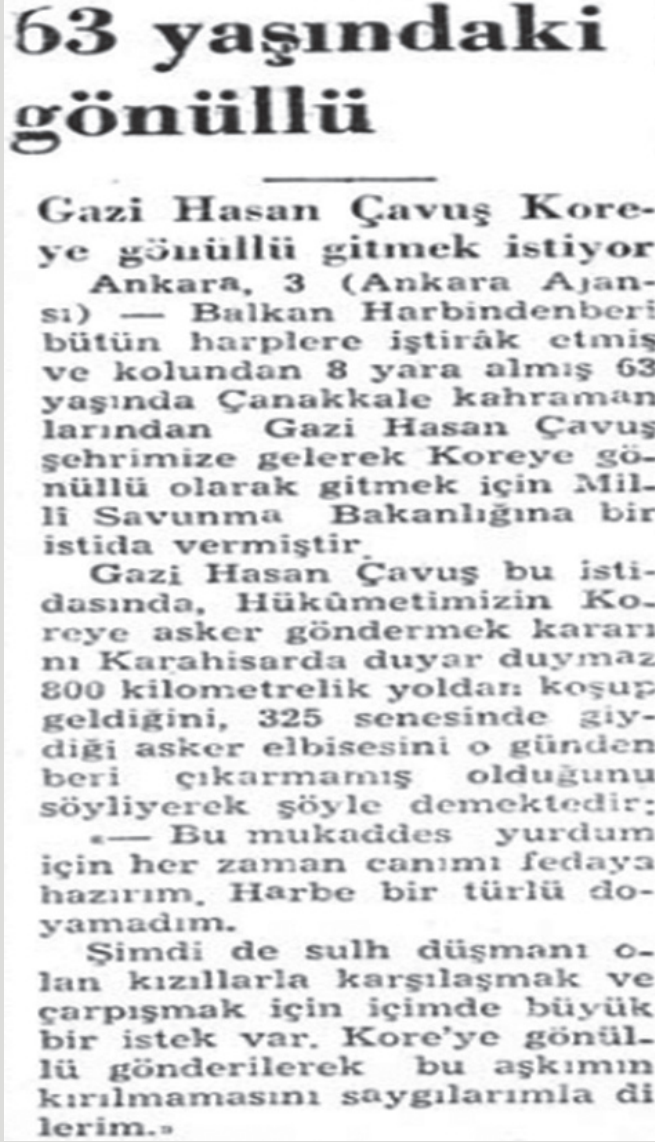 63 yaşındaki
gönüllü
Gazi Hasan Çavuş Kore-
ye gönüllü gitmek istiyor
Ankara, 3 (Ankara Ajan-
sı) — Balkan Harbindenberi
bütün harplere iştirâk etmiş
ve kolundan 8 yara almış 63
yaşında Çanakkale kahraman
larından Gazi Hasan Çavuş
şehrimize gelerek Koreye gö-
nüllü olarak gitmek için Mil-
lî Savunma Bakanlığına bir
istida vermiştir.
Gazi Hasan Çavuş bu isti-
dasında, Hükûmetimizin Ko-
reye asker göndermek kararı
nı Karahisarda duyar duymaz
800 kilometrelik yoldan koşup
geldiğini, 325 senesinde giy-
diği asker elbisesini o günden
beri çıkarmamış olduğunu
söyliyerek şöyle demektedir:
«— Bu mukaddes yurdum
için her zaman canımı fedaya
hazırım. Harbe bir türlü do-
yamadım.
Şimdi de sulh düşmanı o-
lan kızıllarla karşılaşmak ve
çarpışmak için içimde büyük
bir istek var. Kore'ye gönül-
lü gönderilerek bu aşkımın
kırılmamasını saygılarımla di
lerim.»